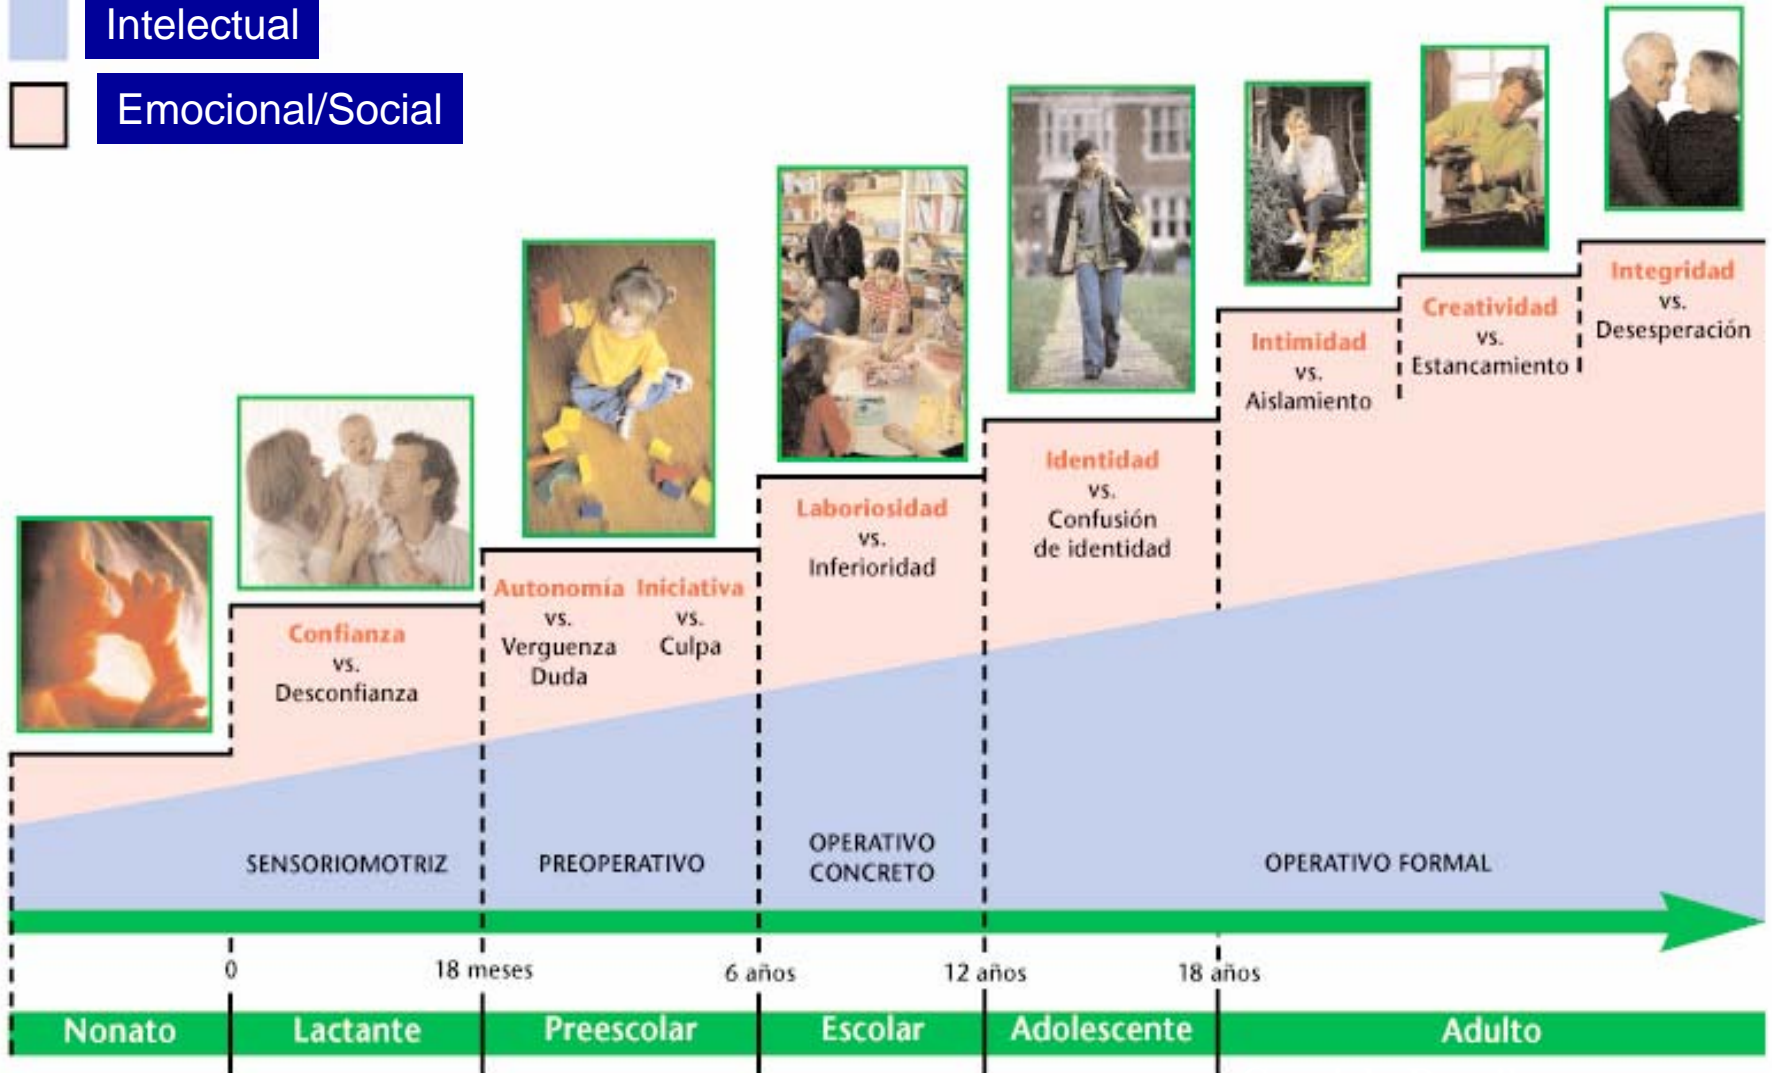 Intelectual
Emocional/Social
Confianza
vs.
Desconfianza
Autonomía
vs.
Verguenza
Duda
Iniciativa
vs.
Culpa
Laboriosidad
vs.
Inferioridad
Identidad
vs.
Confusión
de identidad
Intimidad
vs.
Aislamiento
Creatividad
vs.
Estancamiento
Integridad
vs.
Desesperación
SENSORIOMOTRIZ
PREOPERATIVO
OPERATIVO
CONCRETO
OPERATIVO FORMAL
0
18 meses
6 años
12 años
18 años
Nonato
Lactante
Preescolar
Escolar
Adolescente
Adulto